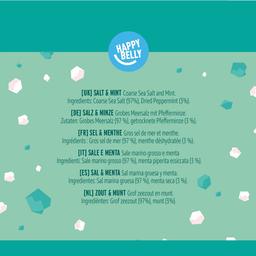 HAPPY
BELLY
[UK] SALT & MINT Coarse Sea Salt and Mint.
Ingredients: Coarse Sea Salt (97%), Dried Peppermint (3%).
[DE] SALZ & MINZE Grobes Meersalz mit Pfefferminze.
Zutaten: Grobes Meersalz (97 %), getrocknete Pfefferminze (3 %).
[FR] SEL & MENTHE Gros sel de mer et menthe.
Ingrédients : Gros sel de mer (97 %), menthe déshydratable (3 %).
[IT] SALE E MENTA Sale marino grosso e menta
Ingredienti: Sale marino grosso (97 %), menta piperita essiccata (3 %).
[ES] SAL & MENTA Sal marina gruesa y menta.
Ingredientes: Sal marina gruesa (97 %), menta seca (3 %).
[NL] ZOUT & MUNT Grof zeezout en munt.
Ingrediënten: Grof zeezout (97%), munt (3%).